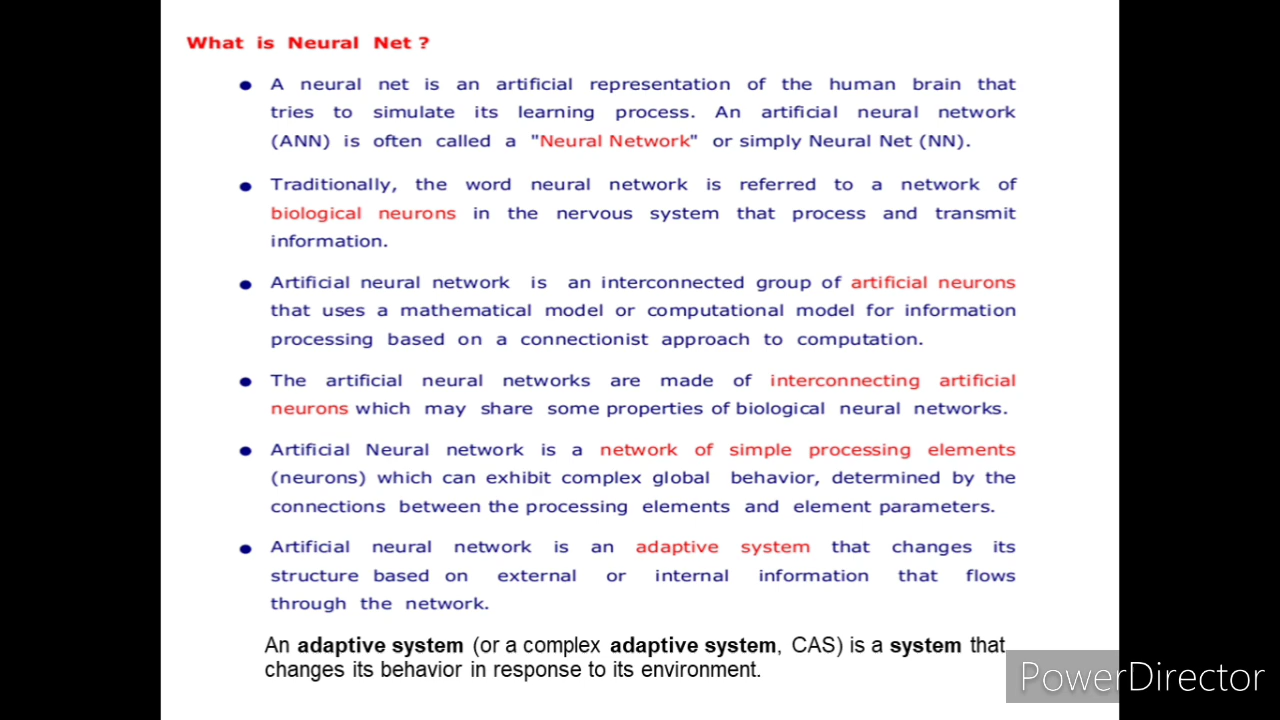 What is Neural Net ?
• A neural net is an artificial representation of the human brain that
tries to simulate its learning process. An artificial neural network
(ANN) is often called a "Neural Network" or simply Neural Net (NN).
• Traditionally, the word neural network is referred to a network of
biological neurons in the nervous system that process and transmit
information.
• Artificial neural network is an interconnected group of artificial neurons
that uses a mathematical model or computational model for information
processing based on a connectionist approach to computation.
• The artificial neural networks are made of interconnecting artificial
neurons which may share some properties of biological neural networks.
• Artificial Neural network is a network of simple processing elements
(neurons) which can exhibit complex global behavior, determined by the
connections between the processing elements and element parameters.
• Artificial neural network is an adaptive system that changes its
structure based on external or internal information that flows
through the network.
An adaptive system (or a complex adaptive system, CAS) is a system that
changes its behavior in response to its environment.
PowerDirector